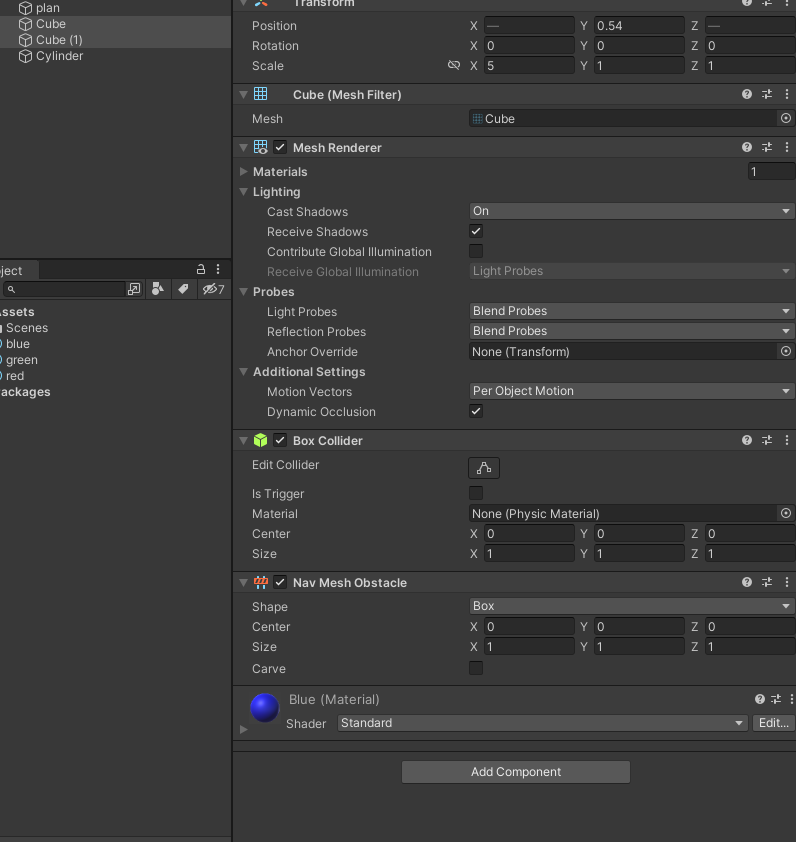 plan
Cube
Cube (1)
Cylinder
ject
7
Assets
Scenes
blue
green
red
Packages
Transform
Position X — Y 0.54 Z —
Rotation X 0 Y 0 Z 0
Scale X 5 Y 1 Z 1
Cube (Mesh Filter)
Mesh Cube
Mesh Renderer
Materials 1
Lighting
Cast Shadows On
Receive Shadows
Contribute Global Illumination
Receive Global Illumination Light Probes
Probes
Light Probes Blend Probes
Reflection Probes Blend Probes
Anchor Override None (Transform)
Additional Settings
Motion Vectors Per Object Motion
Dynamic Occlusion
Box Collider
Edit Collider
Is Trigger
Material None (Physic Material)
Center X 0 Y 0 Z 0
Size X 1 Y 1 Z 1
Nav Mesh Obstacle
Shape Box
Center X 0 Y 0 Z 0
Size X 1 Y 1 Z 1
Carve
Blue (Material)
Shader Standard Edit...
Add Component